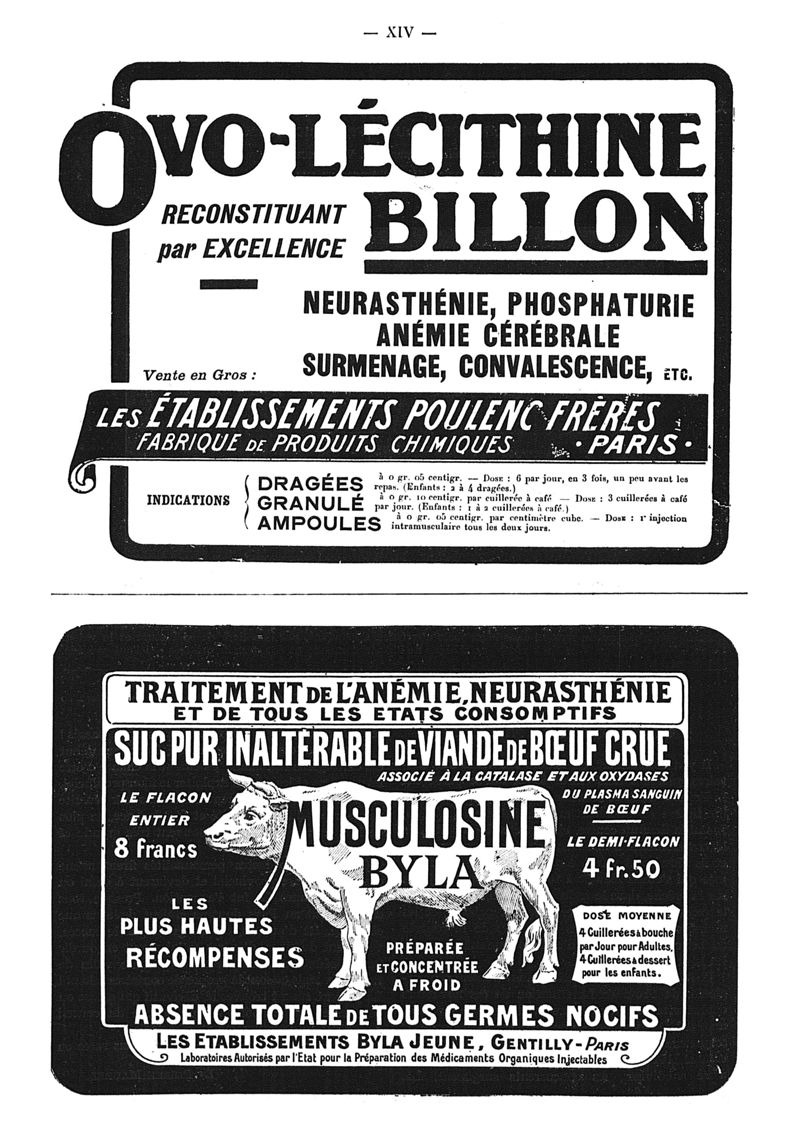 — XIV —
OVO-LÉCITHINE
BILLON
RECONSTITUANT
par EXCELLENCE
NEURASTHÉNIE, PHOSPHATURIE
ANÉMIE CÉRÉBRALE
SURMENAGE, CONVALESCENCE, ETC.
Vente en Gros :
LES ÉTABLISSEMENTS POULENC FRÈRES
FABRIQUE DE PRODUITS CHIMIQUES • PARIS •
INDICATIONS
DRAGÉES à 0 gr. 05 centigr. — DOSE : 6 par jour, en 3 fois, un peu avant les
repas. (Enfants : 2 à 4 dragées.)
GRANULÉ à 0 gr. 10 centigr. par cuillerée à café — DOSE : 3 cuillerées à café
par jour. (Enfants : 1 à 2 cuillerées à café.)
AMPOULES à 0 gr. 05 centigr. par centimètre cube. — DOSE : 1 injection
intramusculaire tous les deux jours.
TRAITEMENT DE L'ANÉMIE, NEURASTHÉNIE
ET DE TOUS LES ETATS CONSOMPTIFS
SUC PUR INALTÉRABLE DE VIANDE DE BŒUF CRUE
ASSOCIÉ À LA CATALASE ET AUX OXYDASES
DU PLASMA SANGUIN
DE BŒUF
LE FLACON
ENTIER
8 francs
MUSCULOSINE
BYLA
LE DEMI-FLACON
4 fr.50
LES
PLUS HAUTES
RÉCOMPENSES
PRÉPARÉE
ET CONCENTRÉE
A FROID
DOSE MOYENNE
4 Cuillerées à bouche
par Jour pour Adultes,
4 Cuillerées à dessert
pour les enfants.
ABSENCE TOTALE DE TOUS GERMES NOCIFS
LES ETABLISSEMENTS BYLA JEUNE, GENTILLY-PARIS
Laboratoires Autorisés par l'Etat pour la Préparation des Médicaments Organiques Injectables